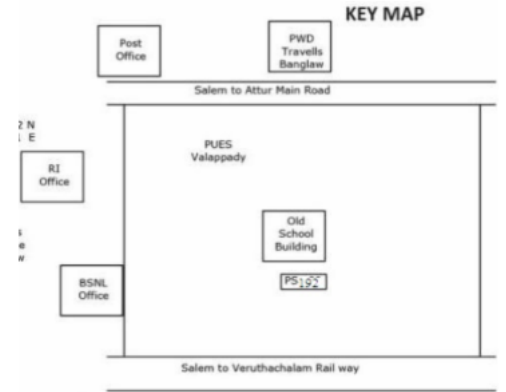 KEY MAP
Post
Office
PWD
Travells
Banglaw
Salem to Attur Main Road
2 N
E
PUES
Valappady
RI
Office
Old
School
Building
e
w
BSNL
Office
PS
Salem to Veruthachalam Rail way